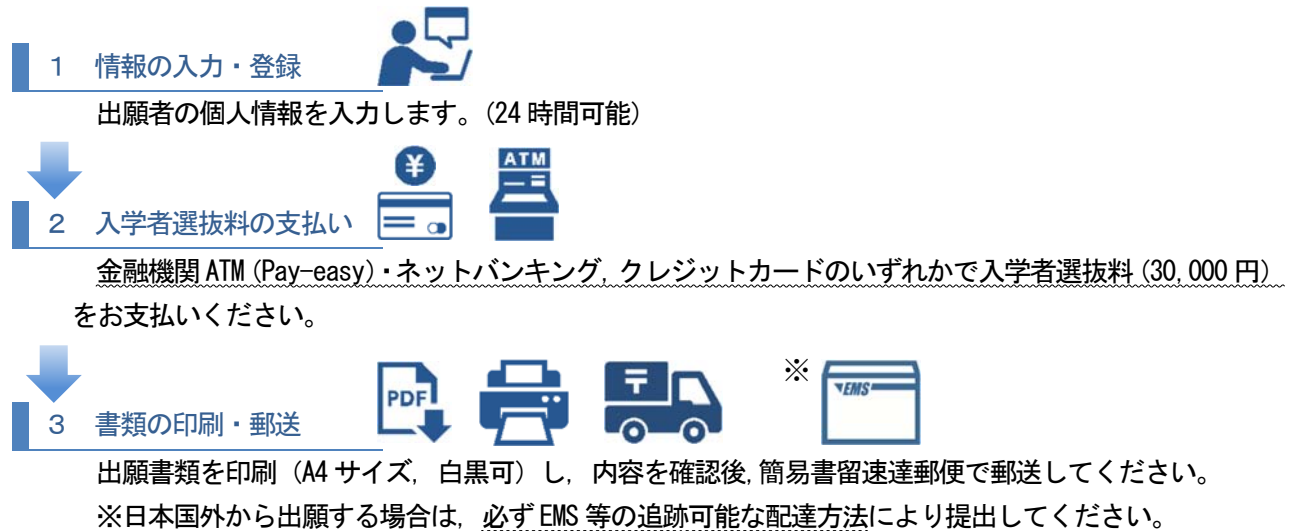 1 情報の入力・登録
出願者の個人情報を入力します。(24 時間可能)
¥
ATM
2 入学者選抜料の支払い
金融機関 ATM(Pay-easy)・ネットバンキング, クレジットカードのいずれかで入学者選抜料(30,000 円)
をお支払いください。
PDF 〒 ※ EMS
3 書類の印刷・郵送
出願書類を印刷(A4 サイズ, 白黒可)し, 内容を確認後, 簡易書留速達郵便で郵送してください。
※日本国外から出願する場合は, 必ず EMS 等の追跡可能な配達方法により提出してください。